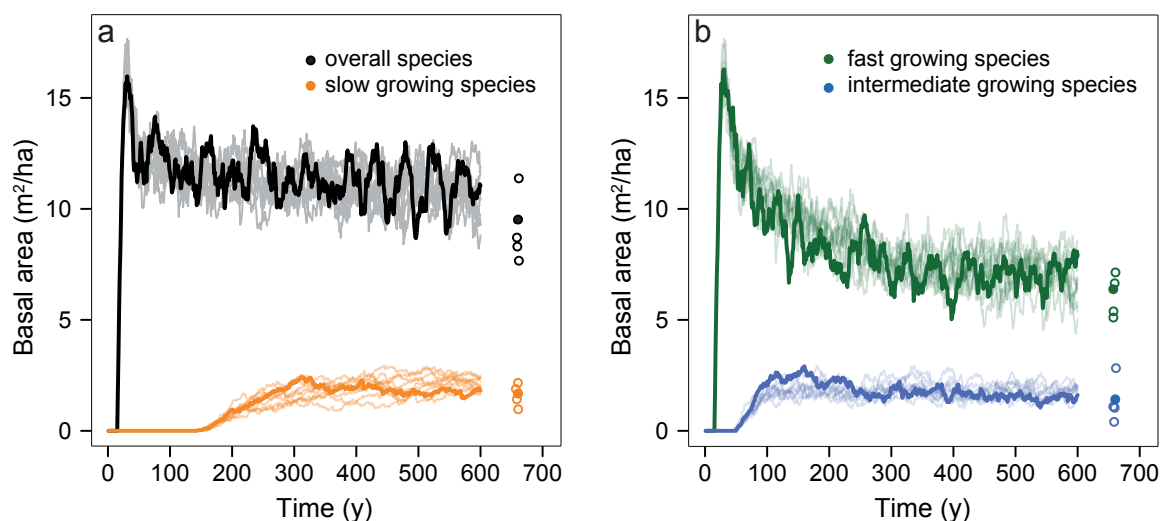 a
overall species
slow growing species
15
10
5
0
Basal area (m²/ha)
0 100 200 300 400 500 600 700
Time (y)
b
fast growing species
intermediate growing species
15
10
5
0
Basal area (m²/ha)
0 100 200 300 400 500 600 700
Time (y)